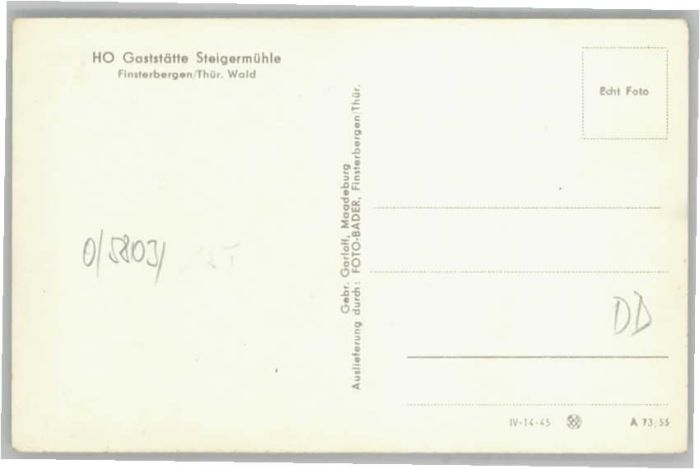 HO Gaststätte Steigermühle
Finsterbergen/Thür. Wald
Echt Foto
Gebr. Garloff, Magdeburg
Auslieferung durch: FOTO-BADER, Finsterbergen/Thür.
0/5803/
DD
IV-14-45
A 73/55